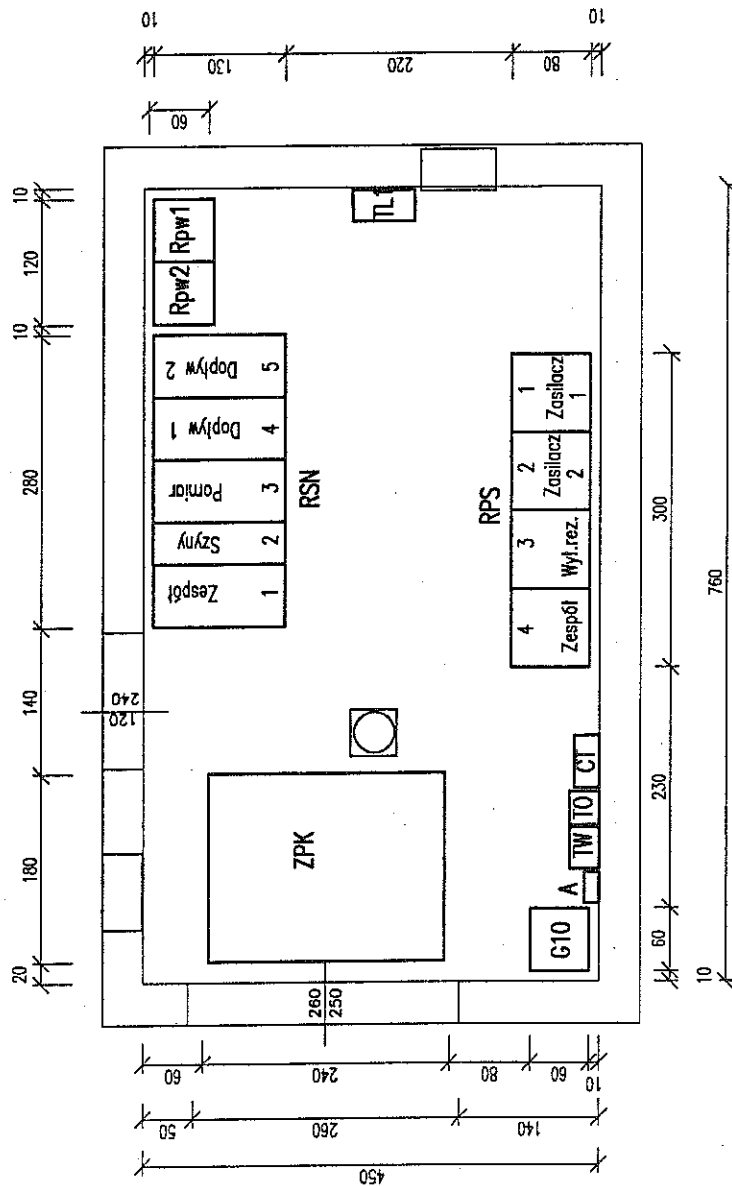 10
130
220
80
10
60
10
120
10
280
140
180
20
Rpw2
Rpw1
TL1
Zespół
1
Szyny
2
Pomiar
3
Dopływ 1
4
Dopływ 2
5
RSN
RPS
1
Zasilacz
1
2
Zasilacz
2
3
Wył.rez.
4
Zespół
120
240
ZPK
CT
TO
TW
A
G10
260
250
300
230
60
760
10
60
240
80
60
10
50
260
140
450